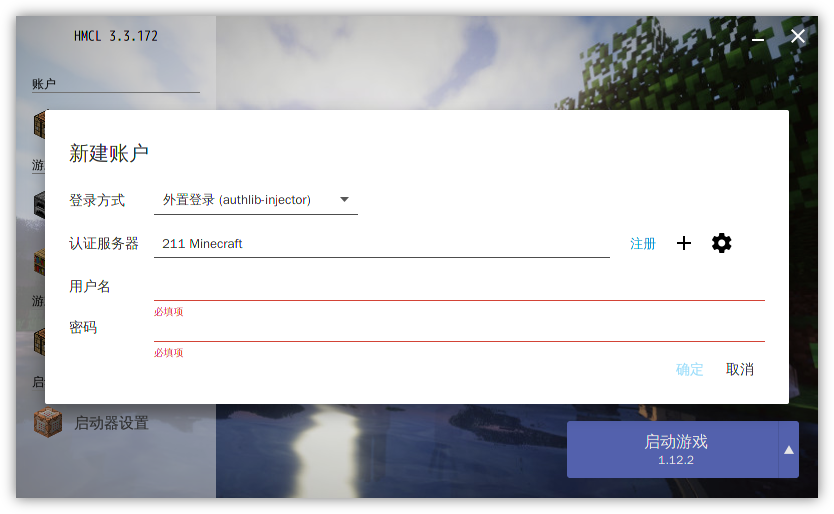 HMCL 3.3.172
账户
游
游
启
启动器设置
新建账户
登录方式 外置登录 (authlib-injector)
认证服务器 211 Minecraft 注册
用户名
必填项
密码
必填项
确定 取消
启动游戏
1.12.2